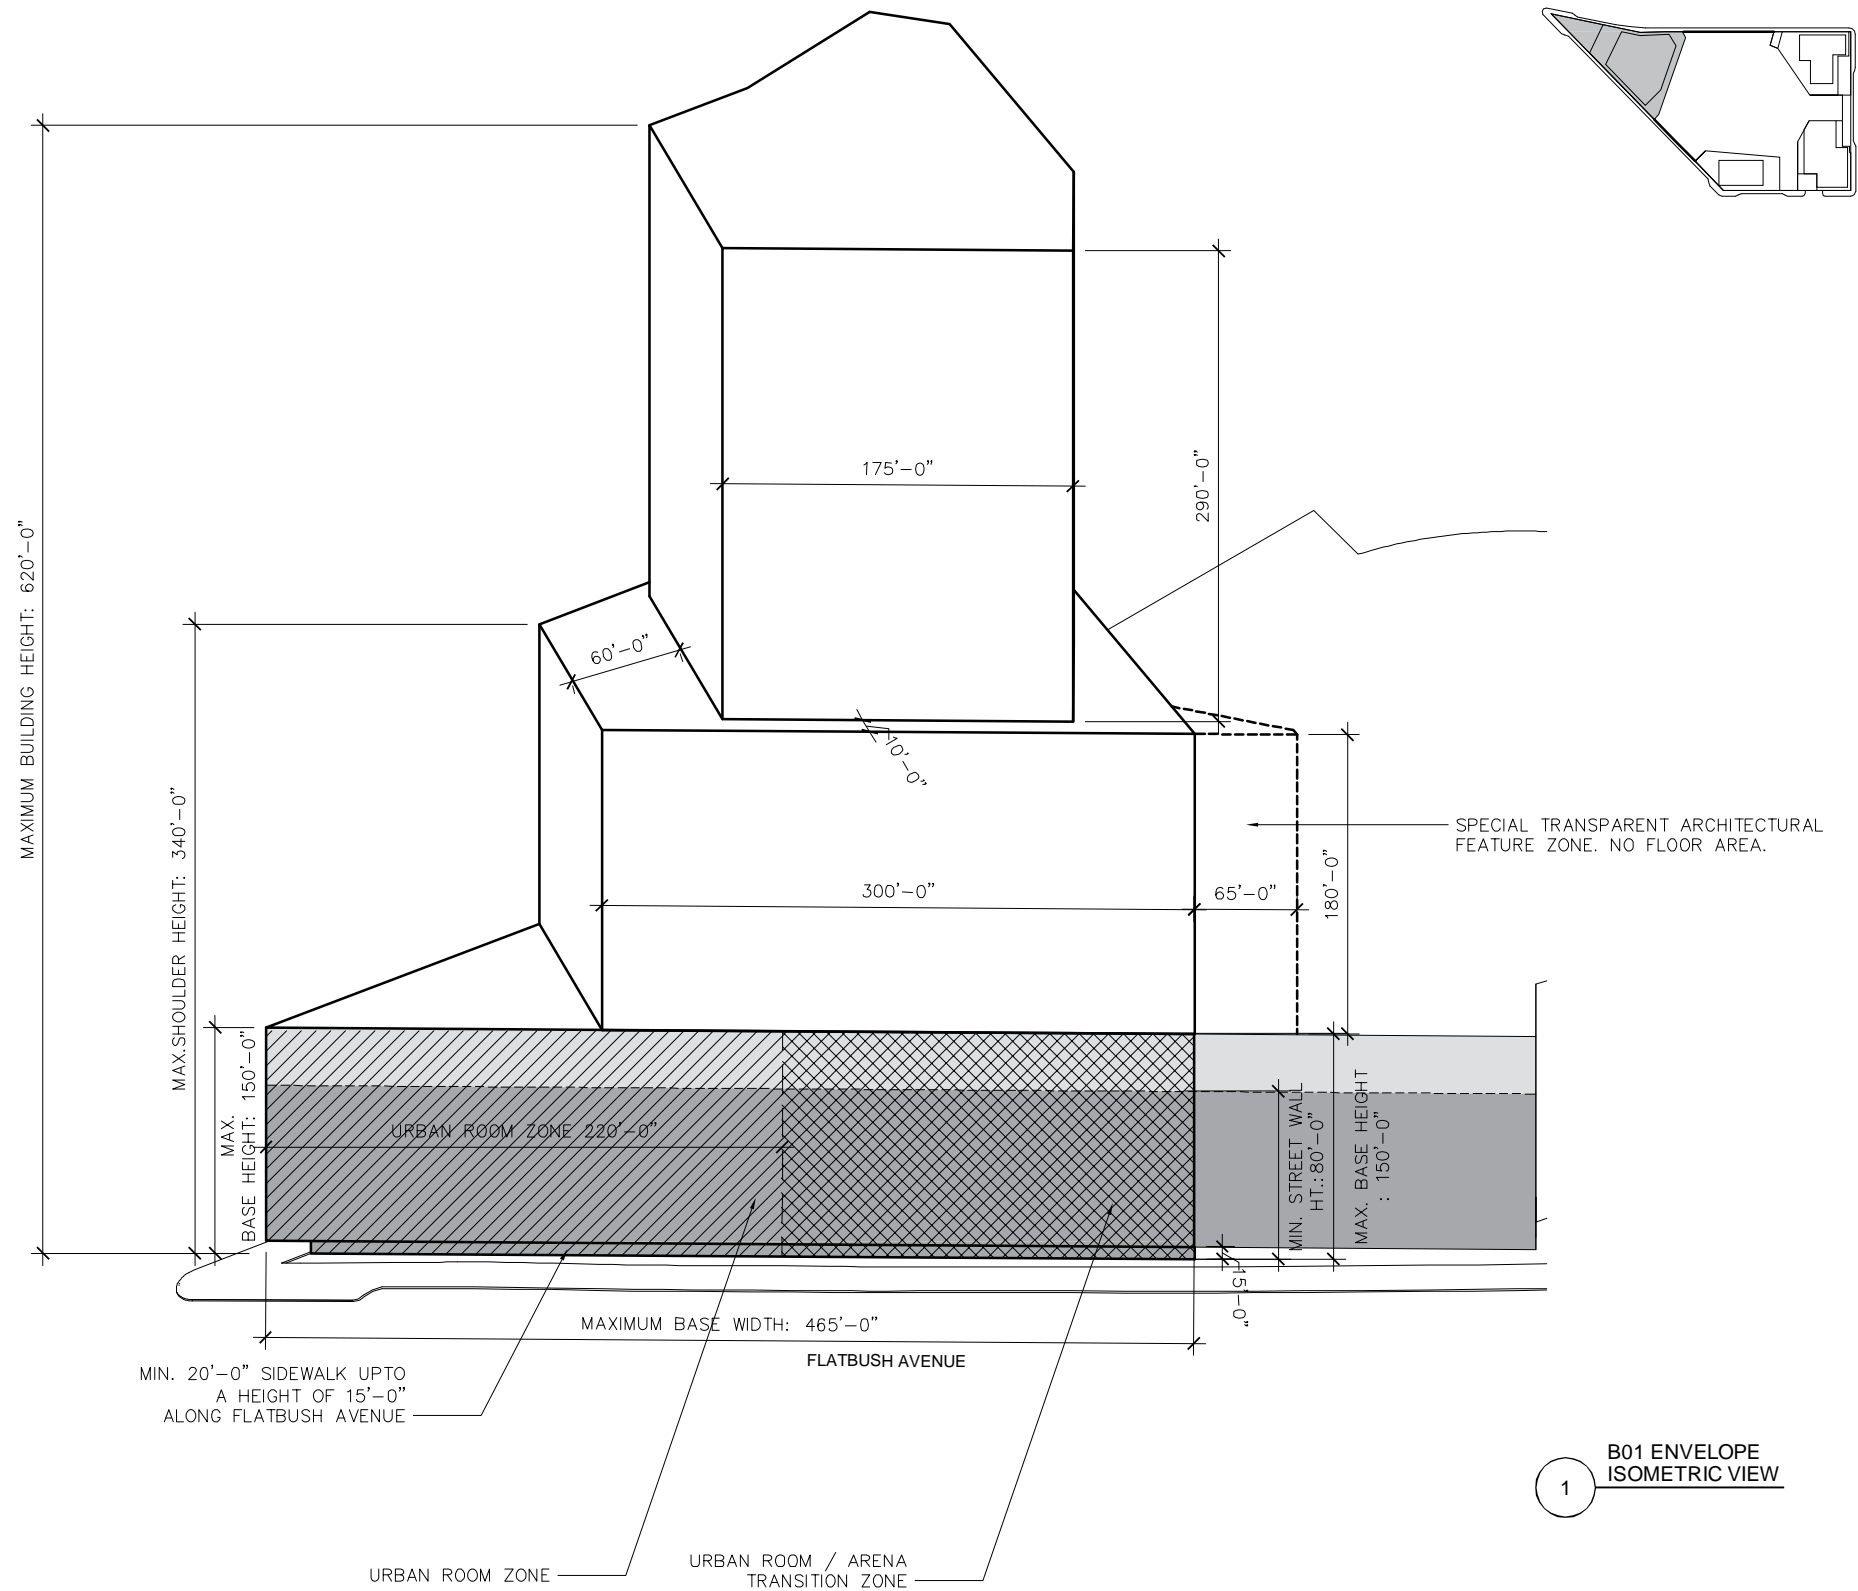 175'-0"
290'-0"
MAXIMUM BUILDING HEIGHT: 620'-0"
60'-0"
10'-0"
MAX.SHOULDER HEIGHT: 340'-0"
SPECIAL TRANSPARENT ARCHITECTURAL
FEATURE ZONE. NO FLOOR AREA.
300'-0"
65'-0"
180'-0"
MAX.
BASE HEIGHT: 150'-0"
URBAN ROOM ZONE 220'-0"
MIN. STREET WALL
HT.: 80'-0"
MAX. BASE HEIGHT
: 150'-0"
15'-0"
MAXIMUM BASE WIDTH: 465'-0"
FLATBUSH AVENUE
MIN. 20'-0" SIDEWALK UPTO
A HEIGHT OF 15'-0"
ALONG FLATBUSH AVENUE
URBAN ROOM ZONE
URBAN ROOM / ARENA
TRANSITION ZONE
1
B01 ENVELOPE
ISOMETRIC VIEW